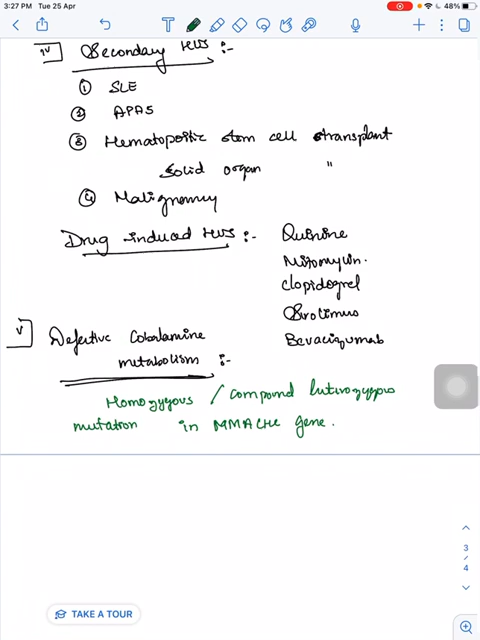 3:27 PM Tue 25 Apr 48%
T
iv Secondary HUS :-
① SLE
② APAS
③ Hematopoitic stem cell transplant
Solid organ "
④ Malignancy
Drug induced HUS :- Quinine
Mitomycin.
Clopidogrel
Sirolimus
Bevacizumab
v Defective Cobalamine
metabolism :-
Homozygous / compound heterozygous
mutation in MMACHC gene.
3
/
4
TAKE A TOUR